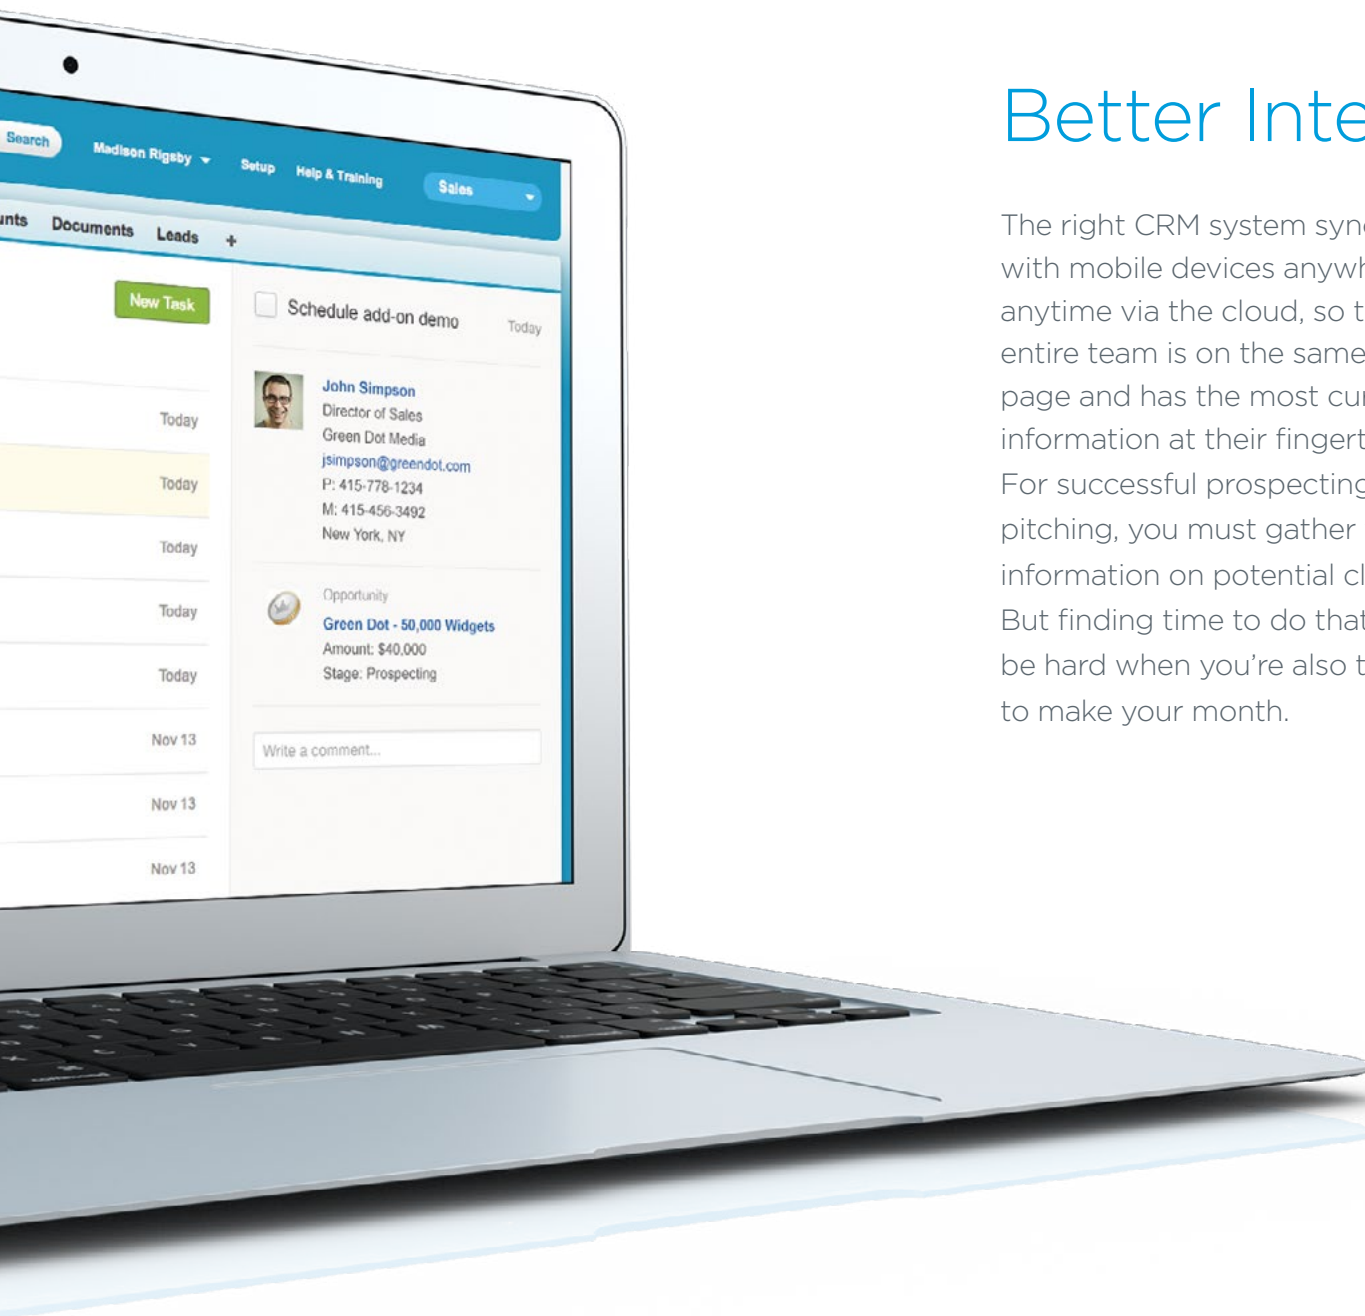 Search
Madison Rigsby
Setup
Help & Training
Sales
unts
Documents
Leads
+
New Task
Today
Today
Today
Today
Today
Nov 13
Nov 13
Nov 13
Schedule add-on demo
Today
John Simpson
Director of Sales
Green Dot Media
jsimpson@greendot.com
P: 415-778-1234
M: 415-456-3492
New York, NY
Opportunity
Green Dot - 50,000 Widgets
Amount: $40,000
Stage: Prospecting
Write a comment...
command
Better Inte
The right CRM system syn
with mobile devices anywh
anytime via the cloud, so t
entire team is on the same
page and has the most cur
information at their fingert
For successful prospecting
pitching, you must gather
information on potential cl
But finding time to do that
be hard when you're also t
to make your month.